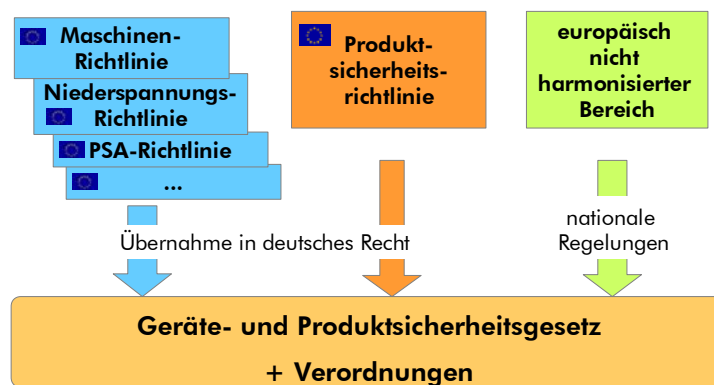 Maschinen-
Richtlinie
Niederspannungs-
Richtlinie
PSA-Richtlinie
...
Produkt-
sicherheits-
richtlinie
europäisch
nicht
harmonisierter
Bereich
Übernahme in deutsches Recht
nationale
Regelungen
Geräte- und Produktsicherheitsgesetz
+ Verordnungen